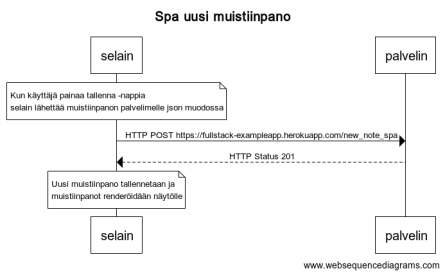 Spa uusi muistiinpano
selain
palvelin
Kun käyttäjä painaa tallenna -nappia
selain lähettää muistiinpanon palvelimelle json muodossa
HTTP POST https://fullstack-exampleapp.herokuapp.com/new_note_spa
HTTP Status 201
Uusi muistiinpano tallennetaan ja
muistiinpanot renderöidään näytölle
selain
palvelin
www.websequencediagrams.com